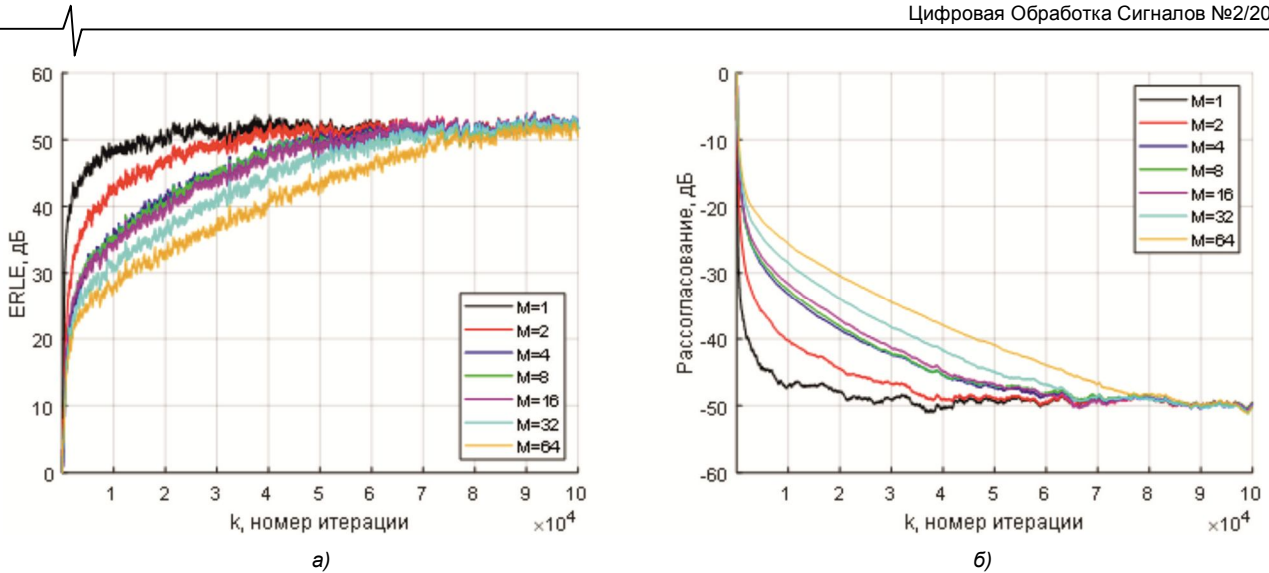 Цифровая Обработка Сигналов №2/20
60
50
40
30
20
10
0
ERLE, дБ
M=1
M=2
M=4
M=8
M=16
M=32
M=64
1 2 3 4 5 6 7 8 9 10
k, номер итерации
×10⁴
а)
0
-10
-20
-30
-40
-50
-60
Рассогласование, дБ
M=1
M=2
M=4
M=8
M=16
M=32
M=64
1 2 3 4 5 6 7 8 9 10
k, номер итерации
×10⁴
б)